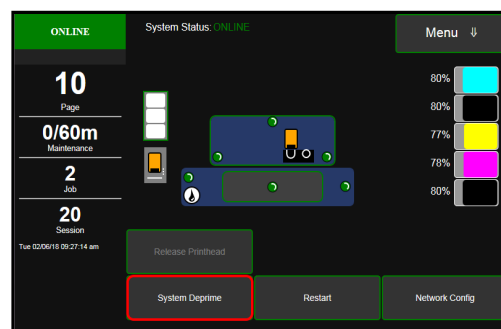 ONLINE
System Status: ONLINE
Menu
10
Page
0/60m
Maintenance
2
Job
20
Session
Tue 02/06/18 09:27:14 am
80%
80%
77%
78%
80%
Release Printhead
System Deprime
Restart
Network Config